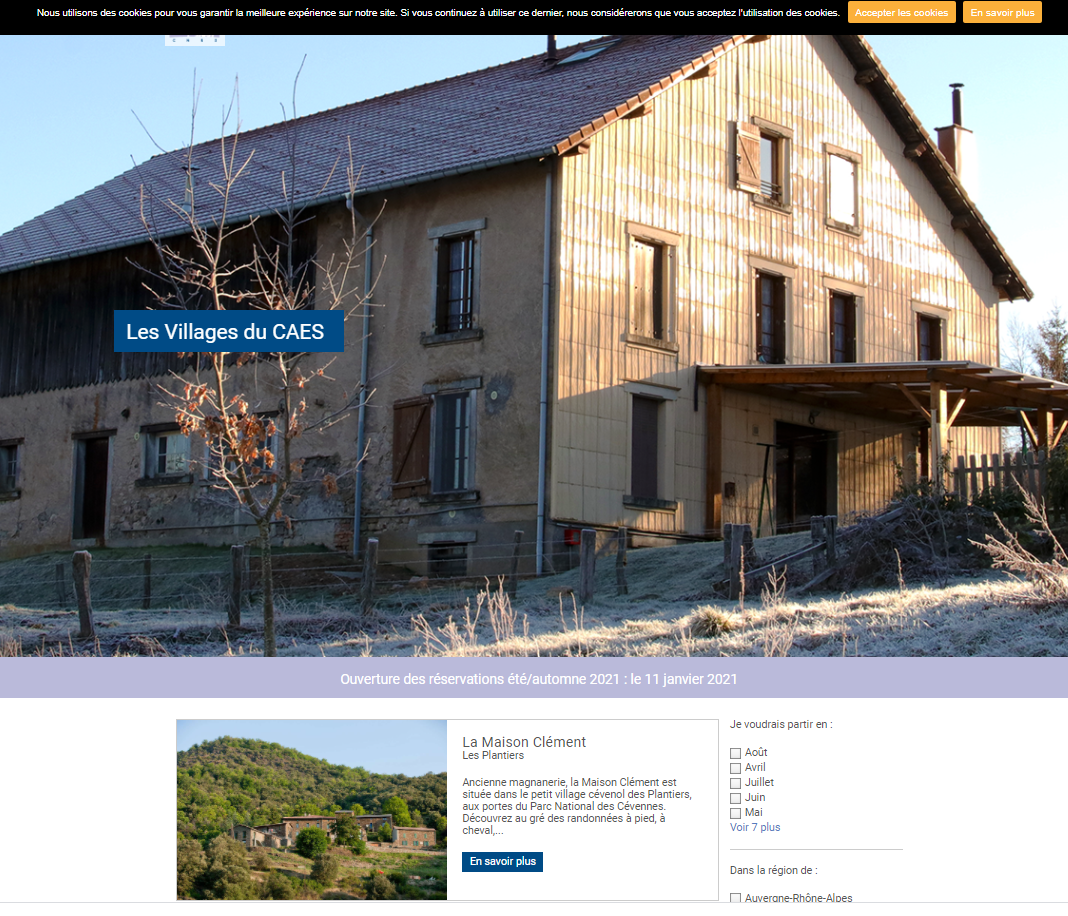 Nous utilisons des cookies pour vous garantir la meilleure expérience sur notre site. Si vous continuez à utiliser ce dernier, nous considérerons que vous acceptez l'utilisation des cookies. Accepter les cookies En savoir plus
Les Villages du CAES
Ouverture des réservations été/automne 2021 : le 11 janvier 2021
La Maison Clément
Les Plantiers
Ancienne magnanerie, la Maison Clément est
située dans le petit village cévenol des Plantiers,
aux portes du Parc National des Cévennes.
Découvrez au gré des randonnées à pied, à
cheval,...
En savoir plus
Je voudrais partir en :
Août
Avril
Juillet
Juin
Mai
Voir 7 plus
Dans la région de :
Auvergne-Rhône-Alpes